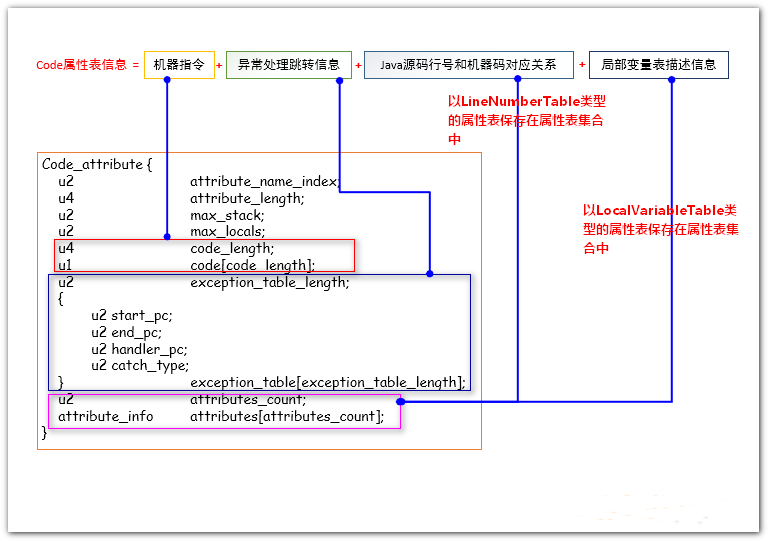 Code属性表信息 = 机器指令 + 异常处理跳转信息 + Java源码行号和机器码对应关系 + 局部变量表描述信息
以LineNumberTable类型
的属性表保存在属性表集合
中
Code_attribute {
u2 attribute_name_index;
u4 attribute_length;
u2 max_stack;
u2 max_locals;
以LocalVariableTable类
型的属性表保存在属性表集
合中
u4 code_length;
u1 code[code_length];
u2 exception_table_length;
{
u2 start_pc;
u2 end_pc;
u2 handler_pc;
u2 catch_type;
} exception_table[exception_table_length];
u2 attributes_count;
attribute_info attributes[attributes_count];
}